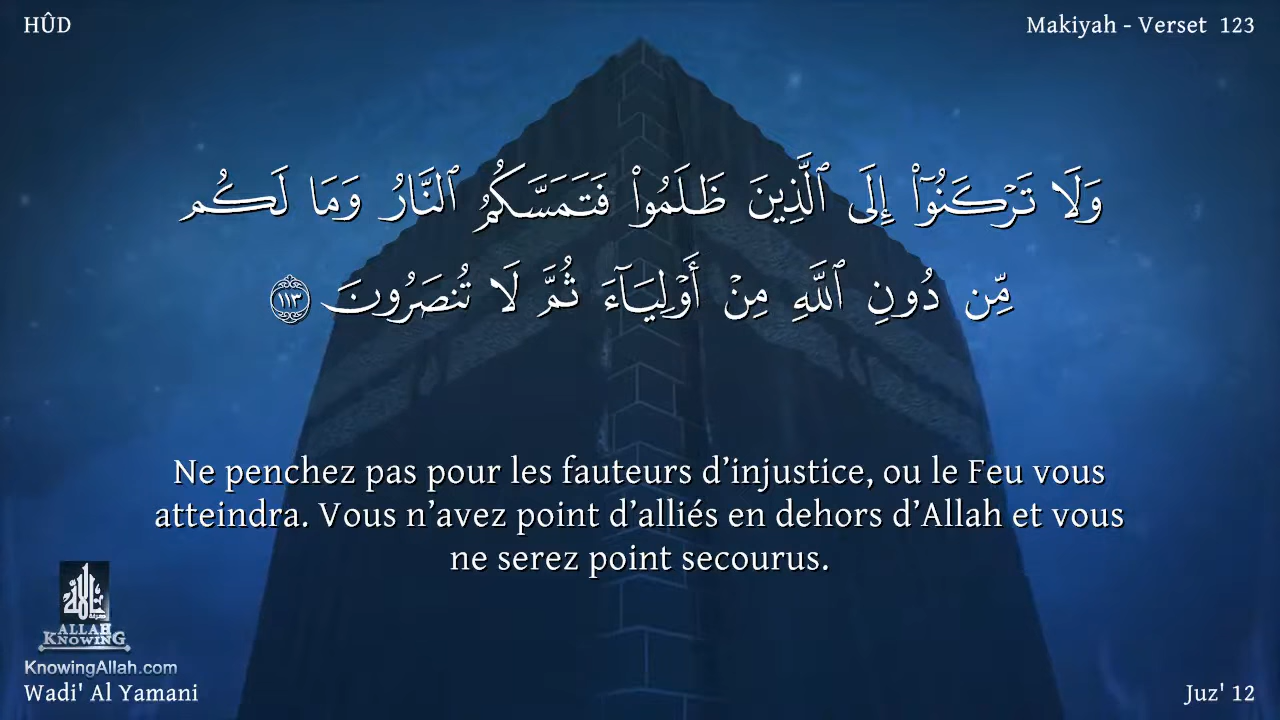 HÛD
Makiyah - Verset 123
وَلَا تَرْكَنُوٓا۟ إِلَى ٱلَّذِينَ ظَلَمُوا۟ فَتَمَسَّكُمُ ٱلنَّارُ وَمَا لَكُم
مِّن دُونِ ٱللَّهِ مِنْ أَوْلِيَآءَ ثُمَّ لَا تُنصَرُونَ ١١٣
Ne penchez pas pour les fauteurs d’injustice, ou le Feu vous
atteindra. Vous n’avez point d’alliés en dehors d’Allah et vous
ne serez point secourus.
ALLAH
KNOWING
KnowingAllah.com
Wadi' Al Yamani
Juz' 12